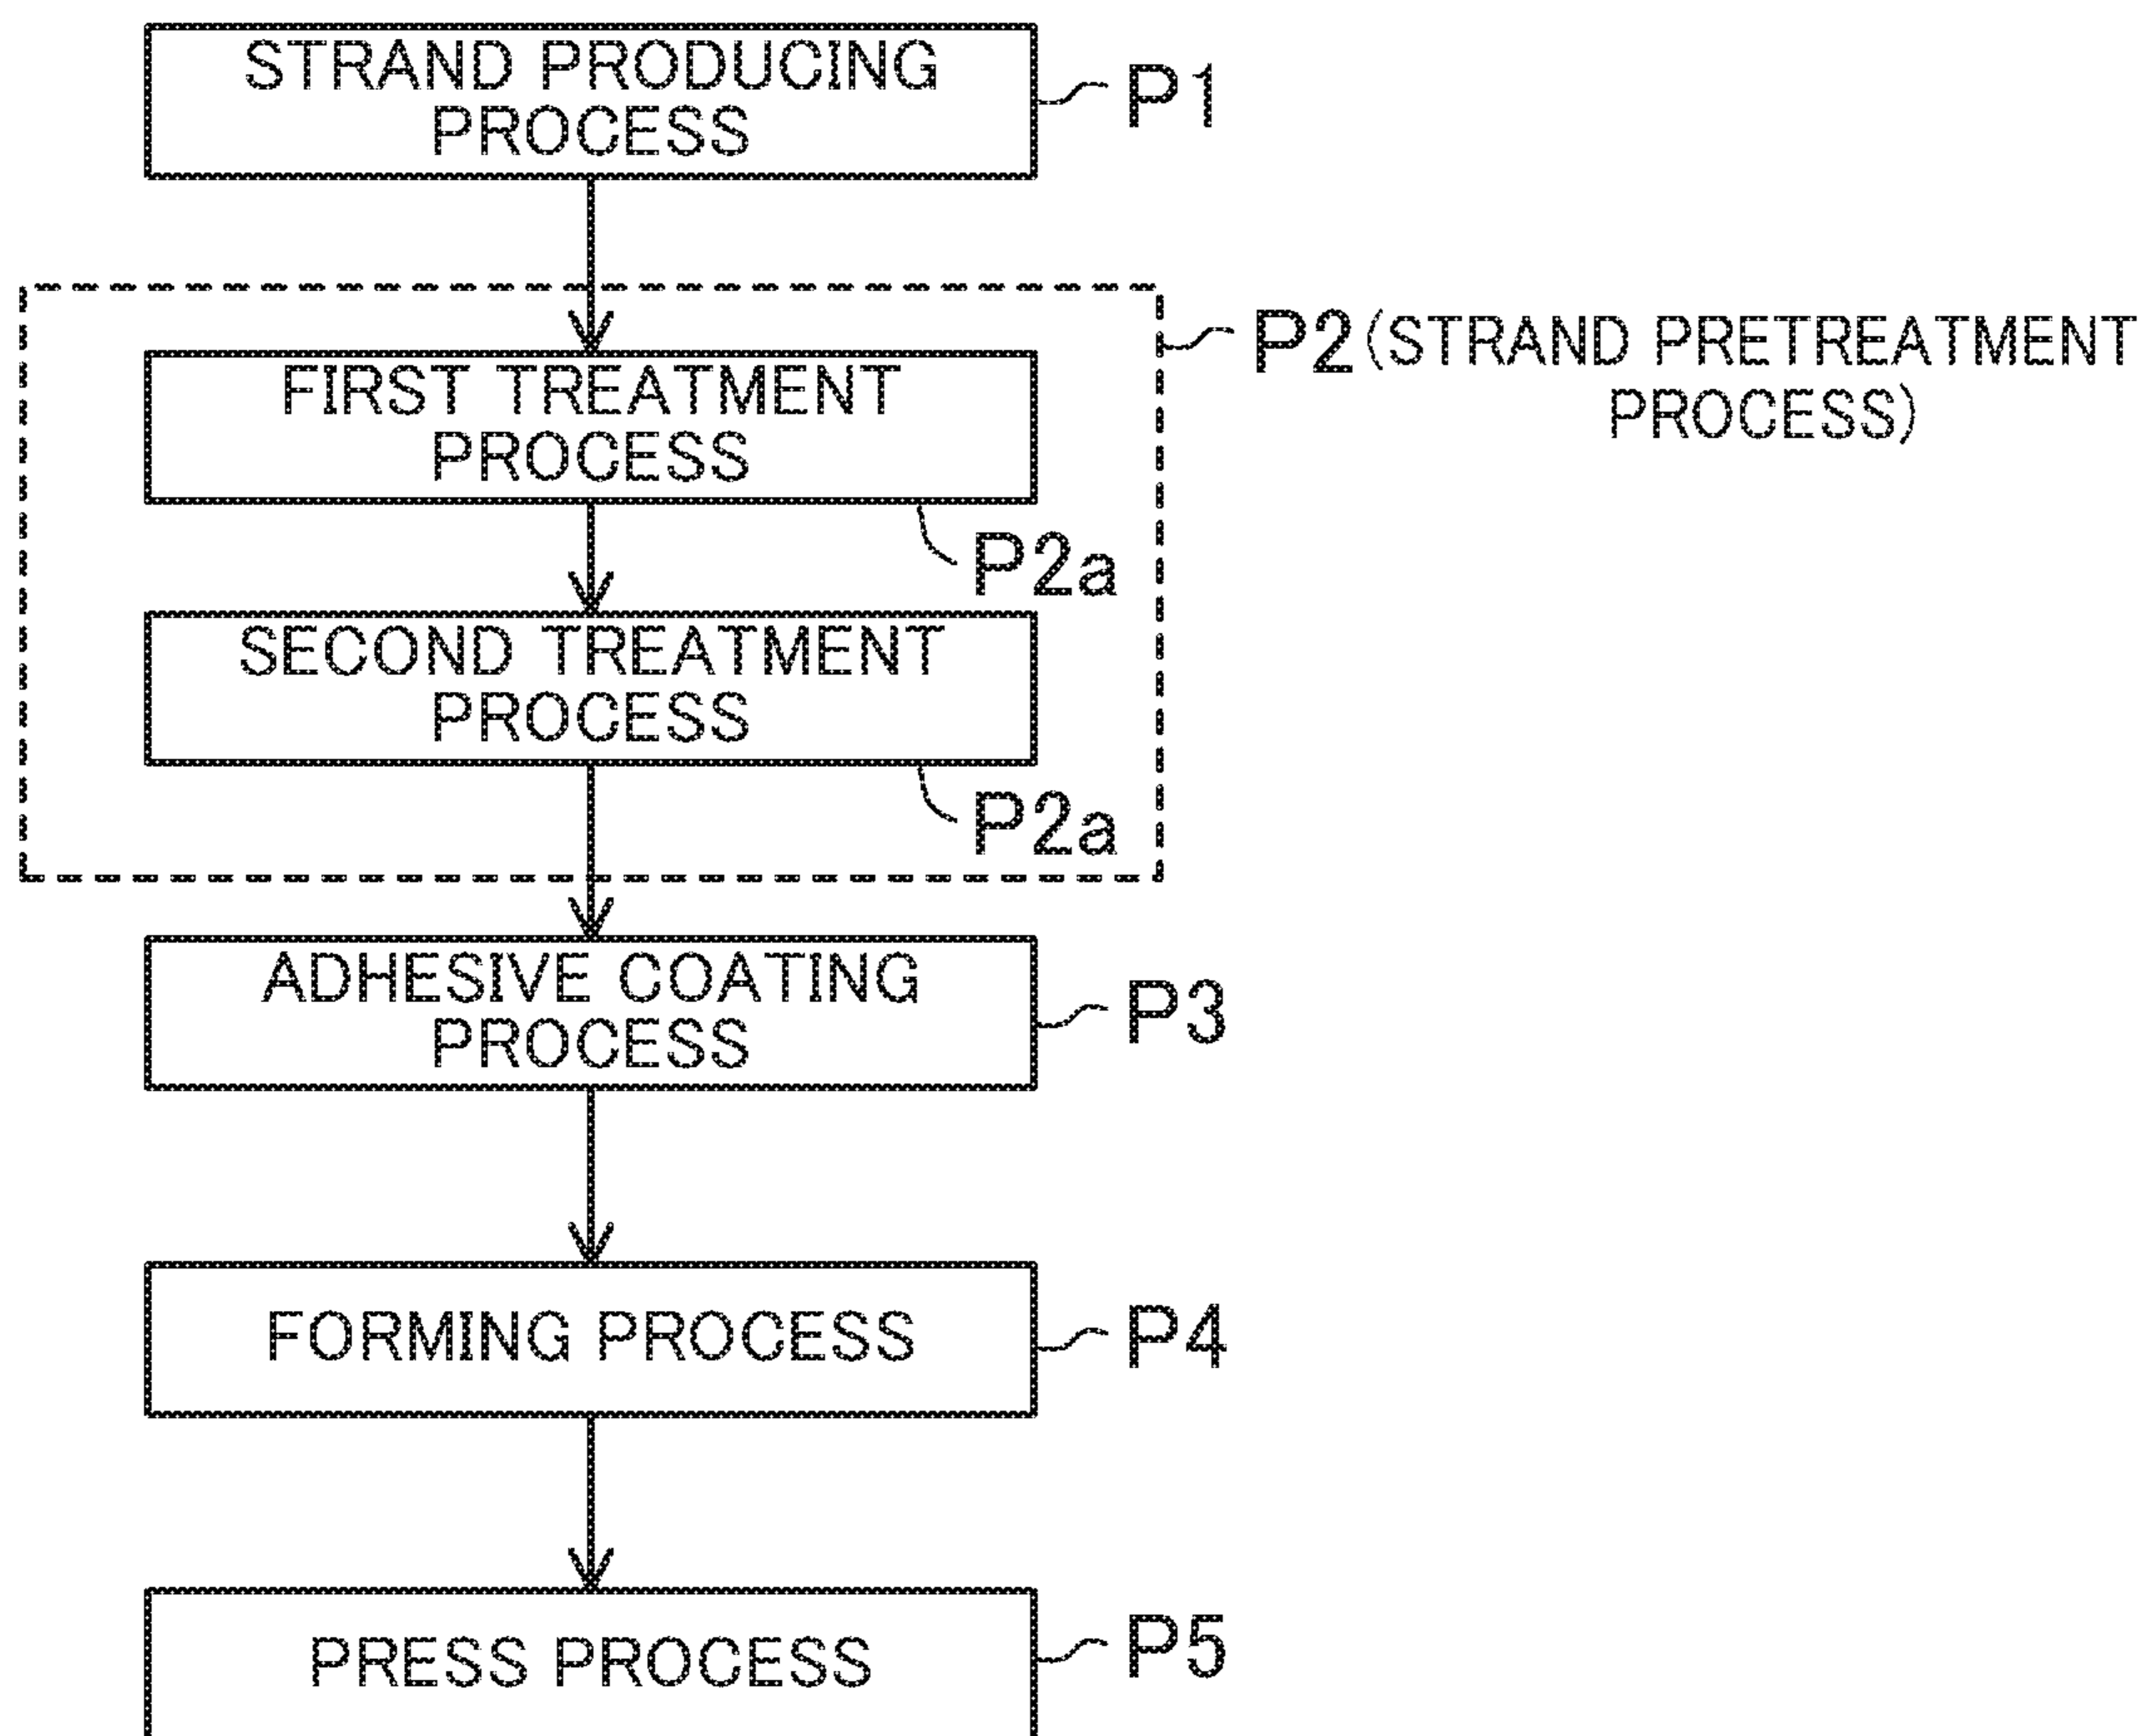 STRAND PRODUCING
PROCESS
P1
P2 (STRAND PRETREATMENT
PROCESS)
FIRST TREATMENT
PROCESS
P2a
SECOND TREATMENT
PROCESS
P2a
ADHESIVE COATING
PROCESS
P3
FORMING PROCESS
P4
PRESS PROCESS
P5